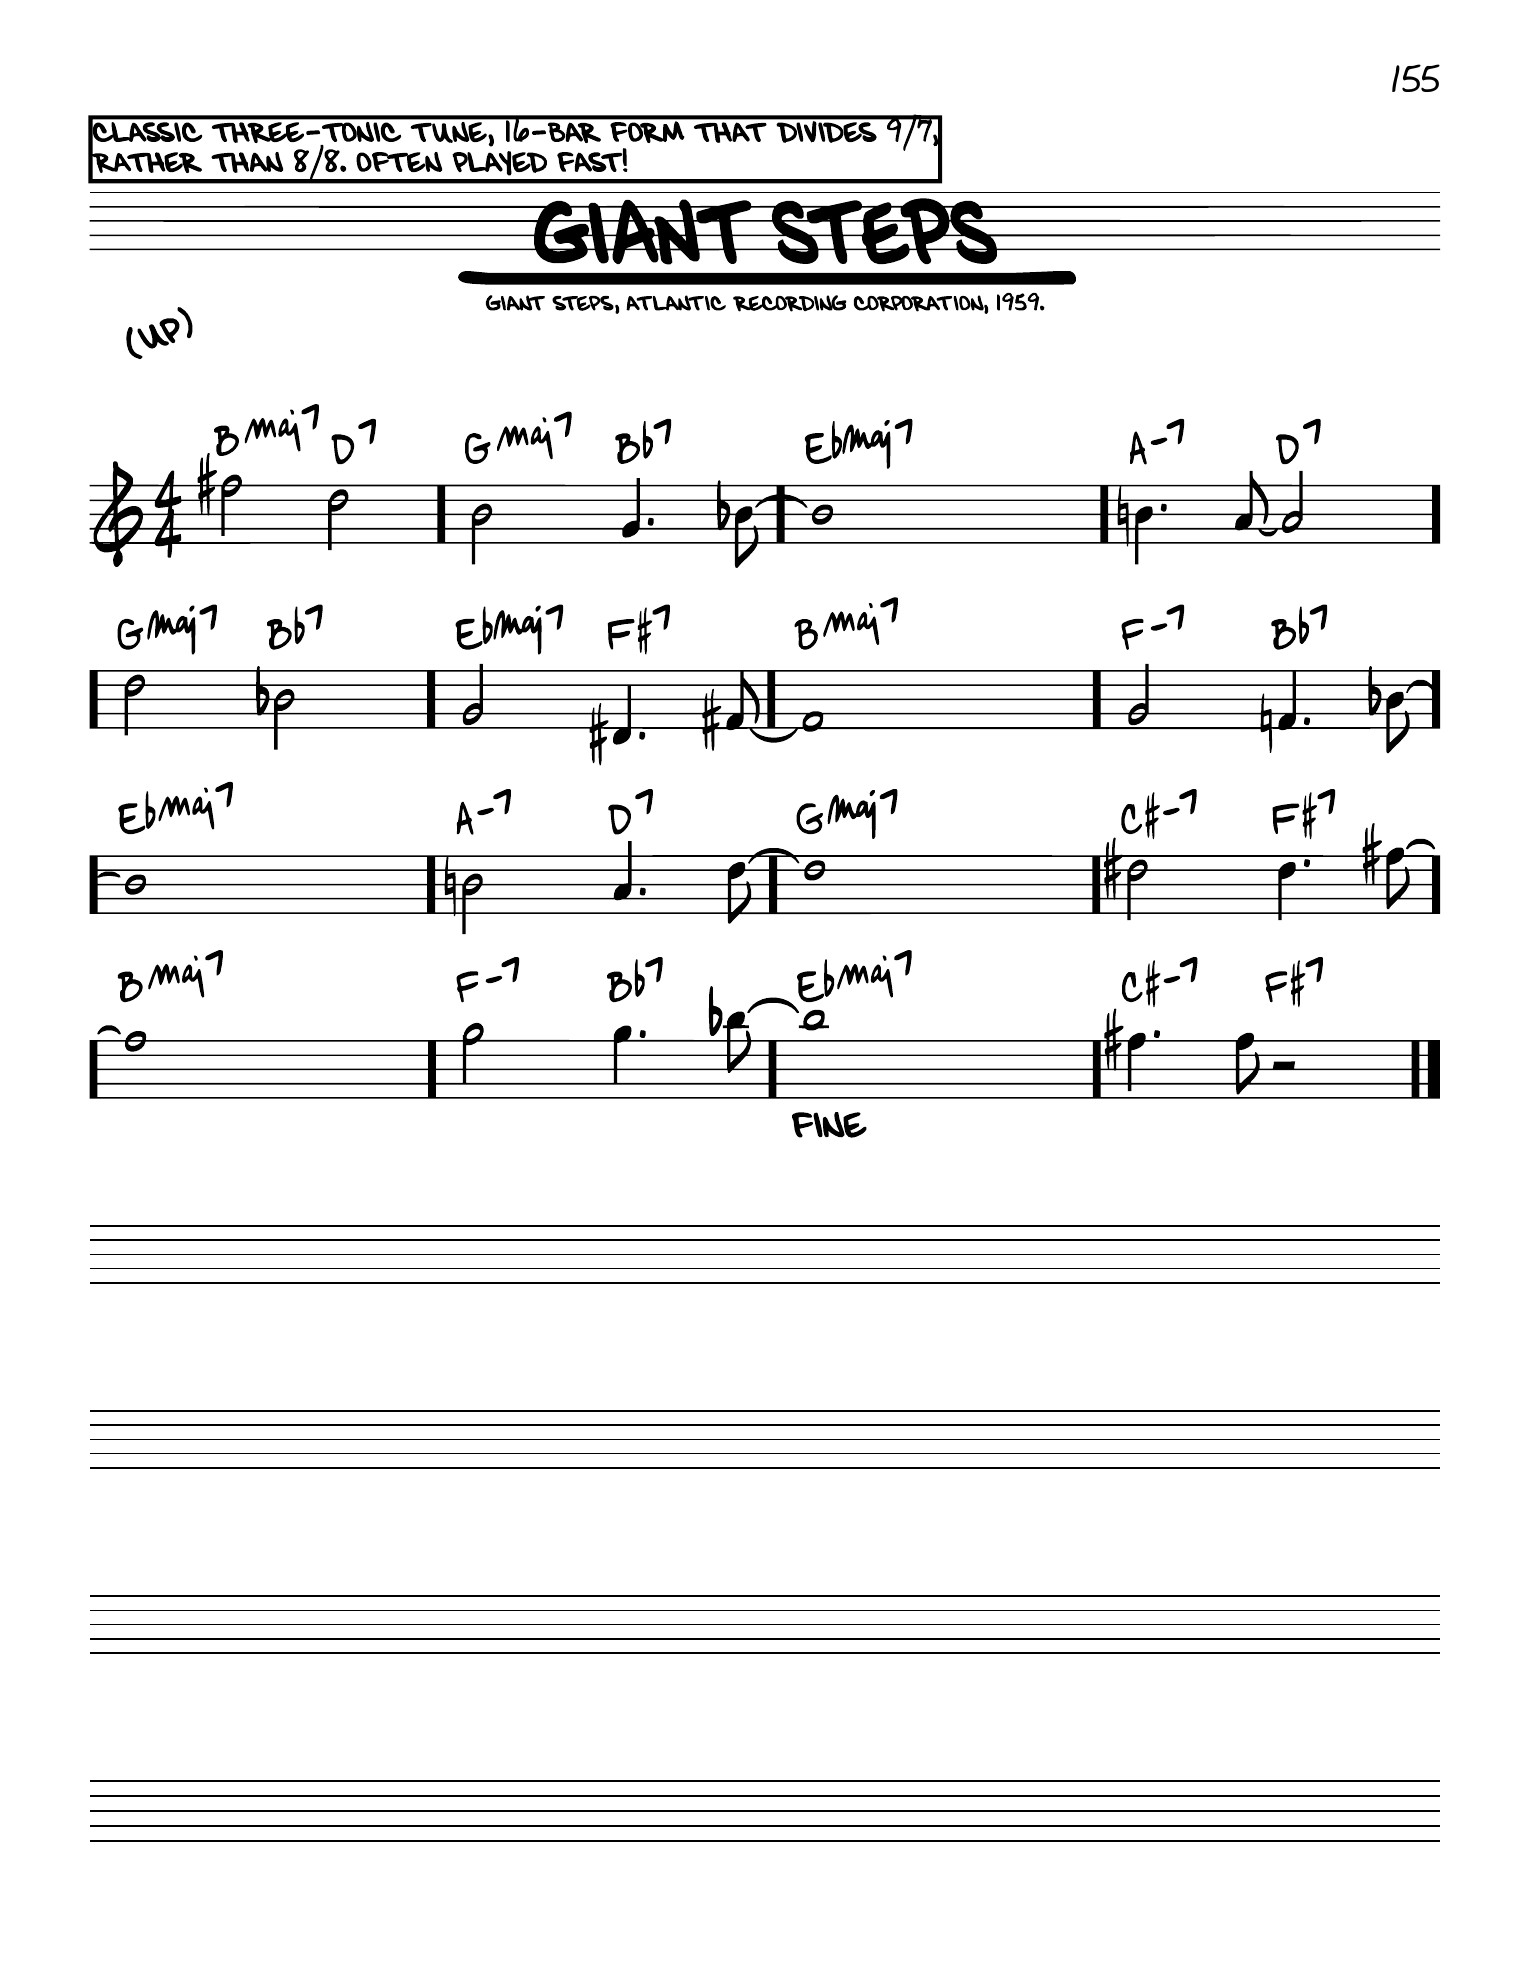 155
CLASSIC THREE-TONIC TUNE, 16-BAR FORM THAT DIVIDES 9/7,
RATHER THAN 8/8. OFTEN PLAYED FAST!
GIANT STEPS
GIANT STEPS, ATLANTIC RECORDING CORPORATION, 1959.
(UP)
Bmaj7 D7 Gmaj7 Bb7 Ebmaj7 A-7 D7
4
4
Gmaj7 Bb7 Ebmaj7 F#7 Bmaj7 F-7 Bb7
Ebmaj7 A-7 D7 Gmaj7 C#-7 F#7
Bmaj7 F-7 Bb7 Ebmaj7 C#-7 F#7
FINE